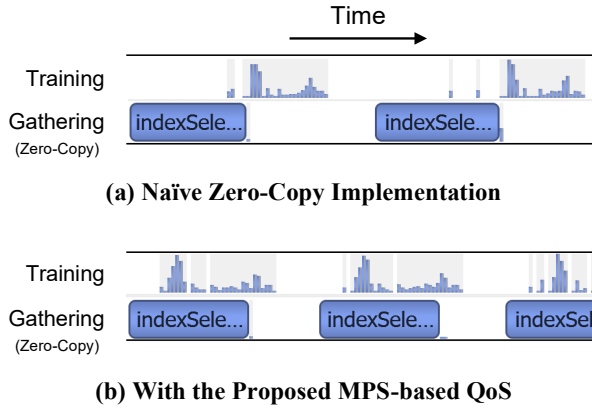 Time
Training
Gathering
(Zero-Copy)
indexSele...
indexSele...
(a) Naïve Zero-Copy Implementation
Training
Gathering
(Zero-Copy)
indexSele...
indexSele...
indexSel
(b) With the Proposed MPS-based QoS